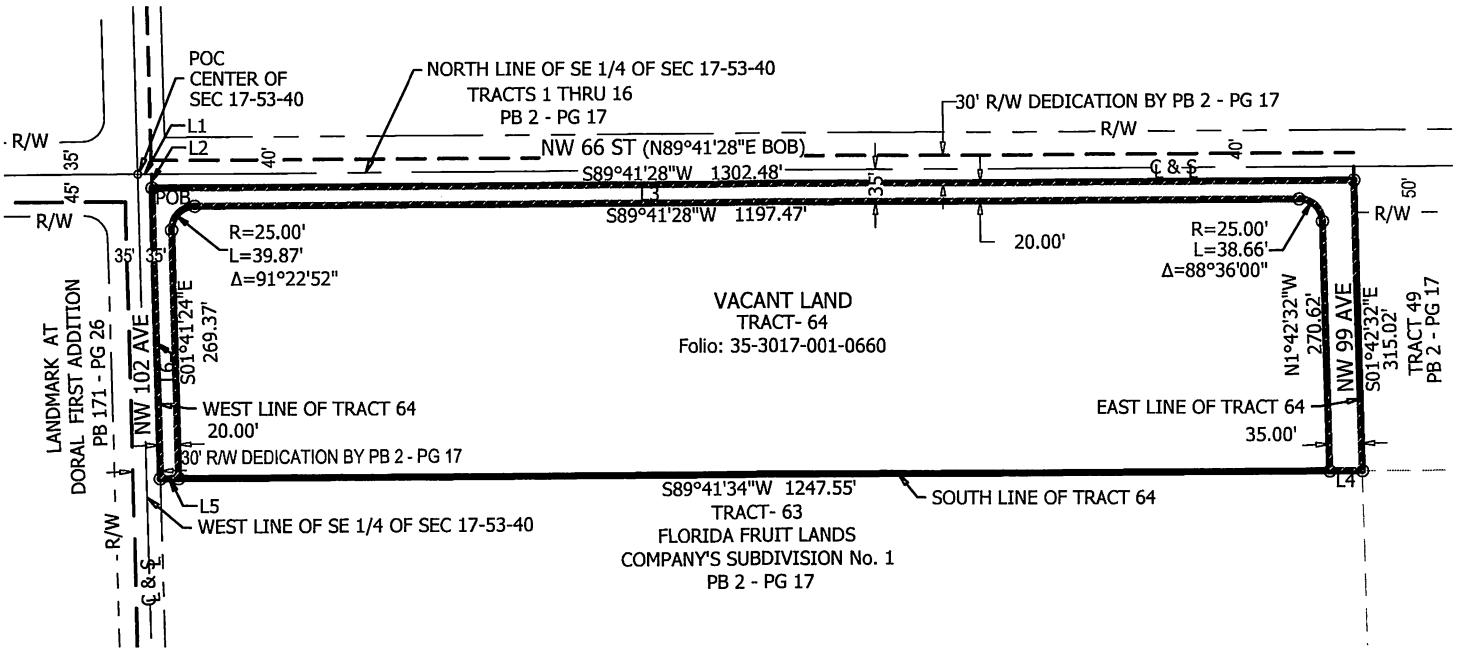 POC
CENTER OF
SEC 17-53-40
NORTH LINE OF SE 1/4 OF SEC 17-53-40
TRACTS 1 THRU 16
PB 2 - PG 17
30' R/W DEDICATION BY PB 2 - PG 17
R/W
R/W
L1
L2
35'
40'
NW 66 ST (N89°41'28"E BOB)
40'
45'
S89°41'28"W 1302.48'
L3
35'
50'
POB
R/W
S89°41'28"W 1197.47'
R/W
R=25.00'
L=39.87'
Δ=91°22'52"
20.00'
R=25.00'
L=38.66'
Δ=88°36'00"
35'
35'
LANDMARK AT
DORAL FIRST ADDITION
PB 171 - PG 26
NW 102 AVE
L6
S01°41'24"E
269.37'
VACANT LAND
TRACT- 64
Folio: 35-3017-001-0660
N1°42'32"W
270.62'
NW 99 AVE
S01°42'32"E
315.02'
TRACT 49
PB 2 - PG 17
WEST LINE OF TRACT 64
20.00'
30' R/W DEDICATION BY PB 2 - PG 17
EAST LINE OF TRACT 64
35.00'
L4
L5
WEST LINE OF SE 1/4 OF SEC 17-53-40
S89°41'34"W 1247.55'
SOUTH LINE OF TRACT 64
TRACT- 63
FLORIDA FRUIT LANDS
COMPANY'S SUBDIVISION No. 1
PB 2 - PG 17
R/W